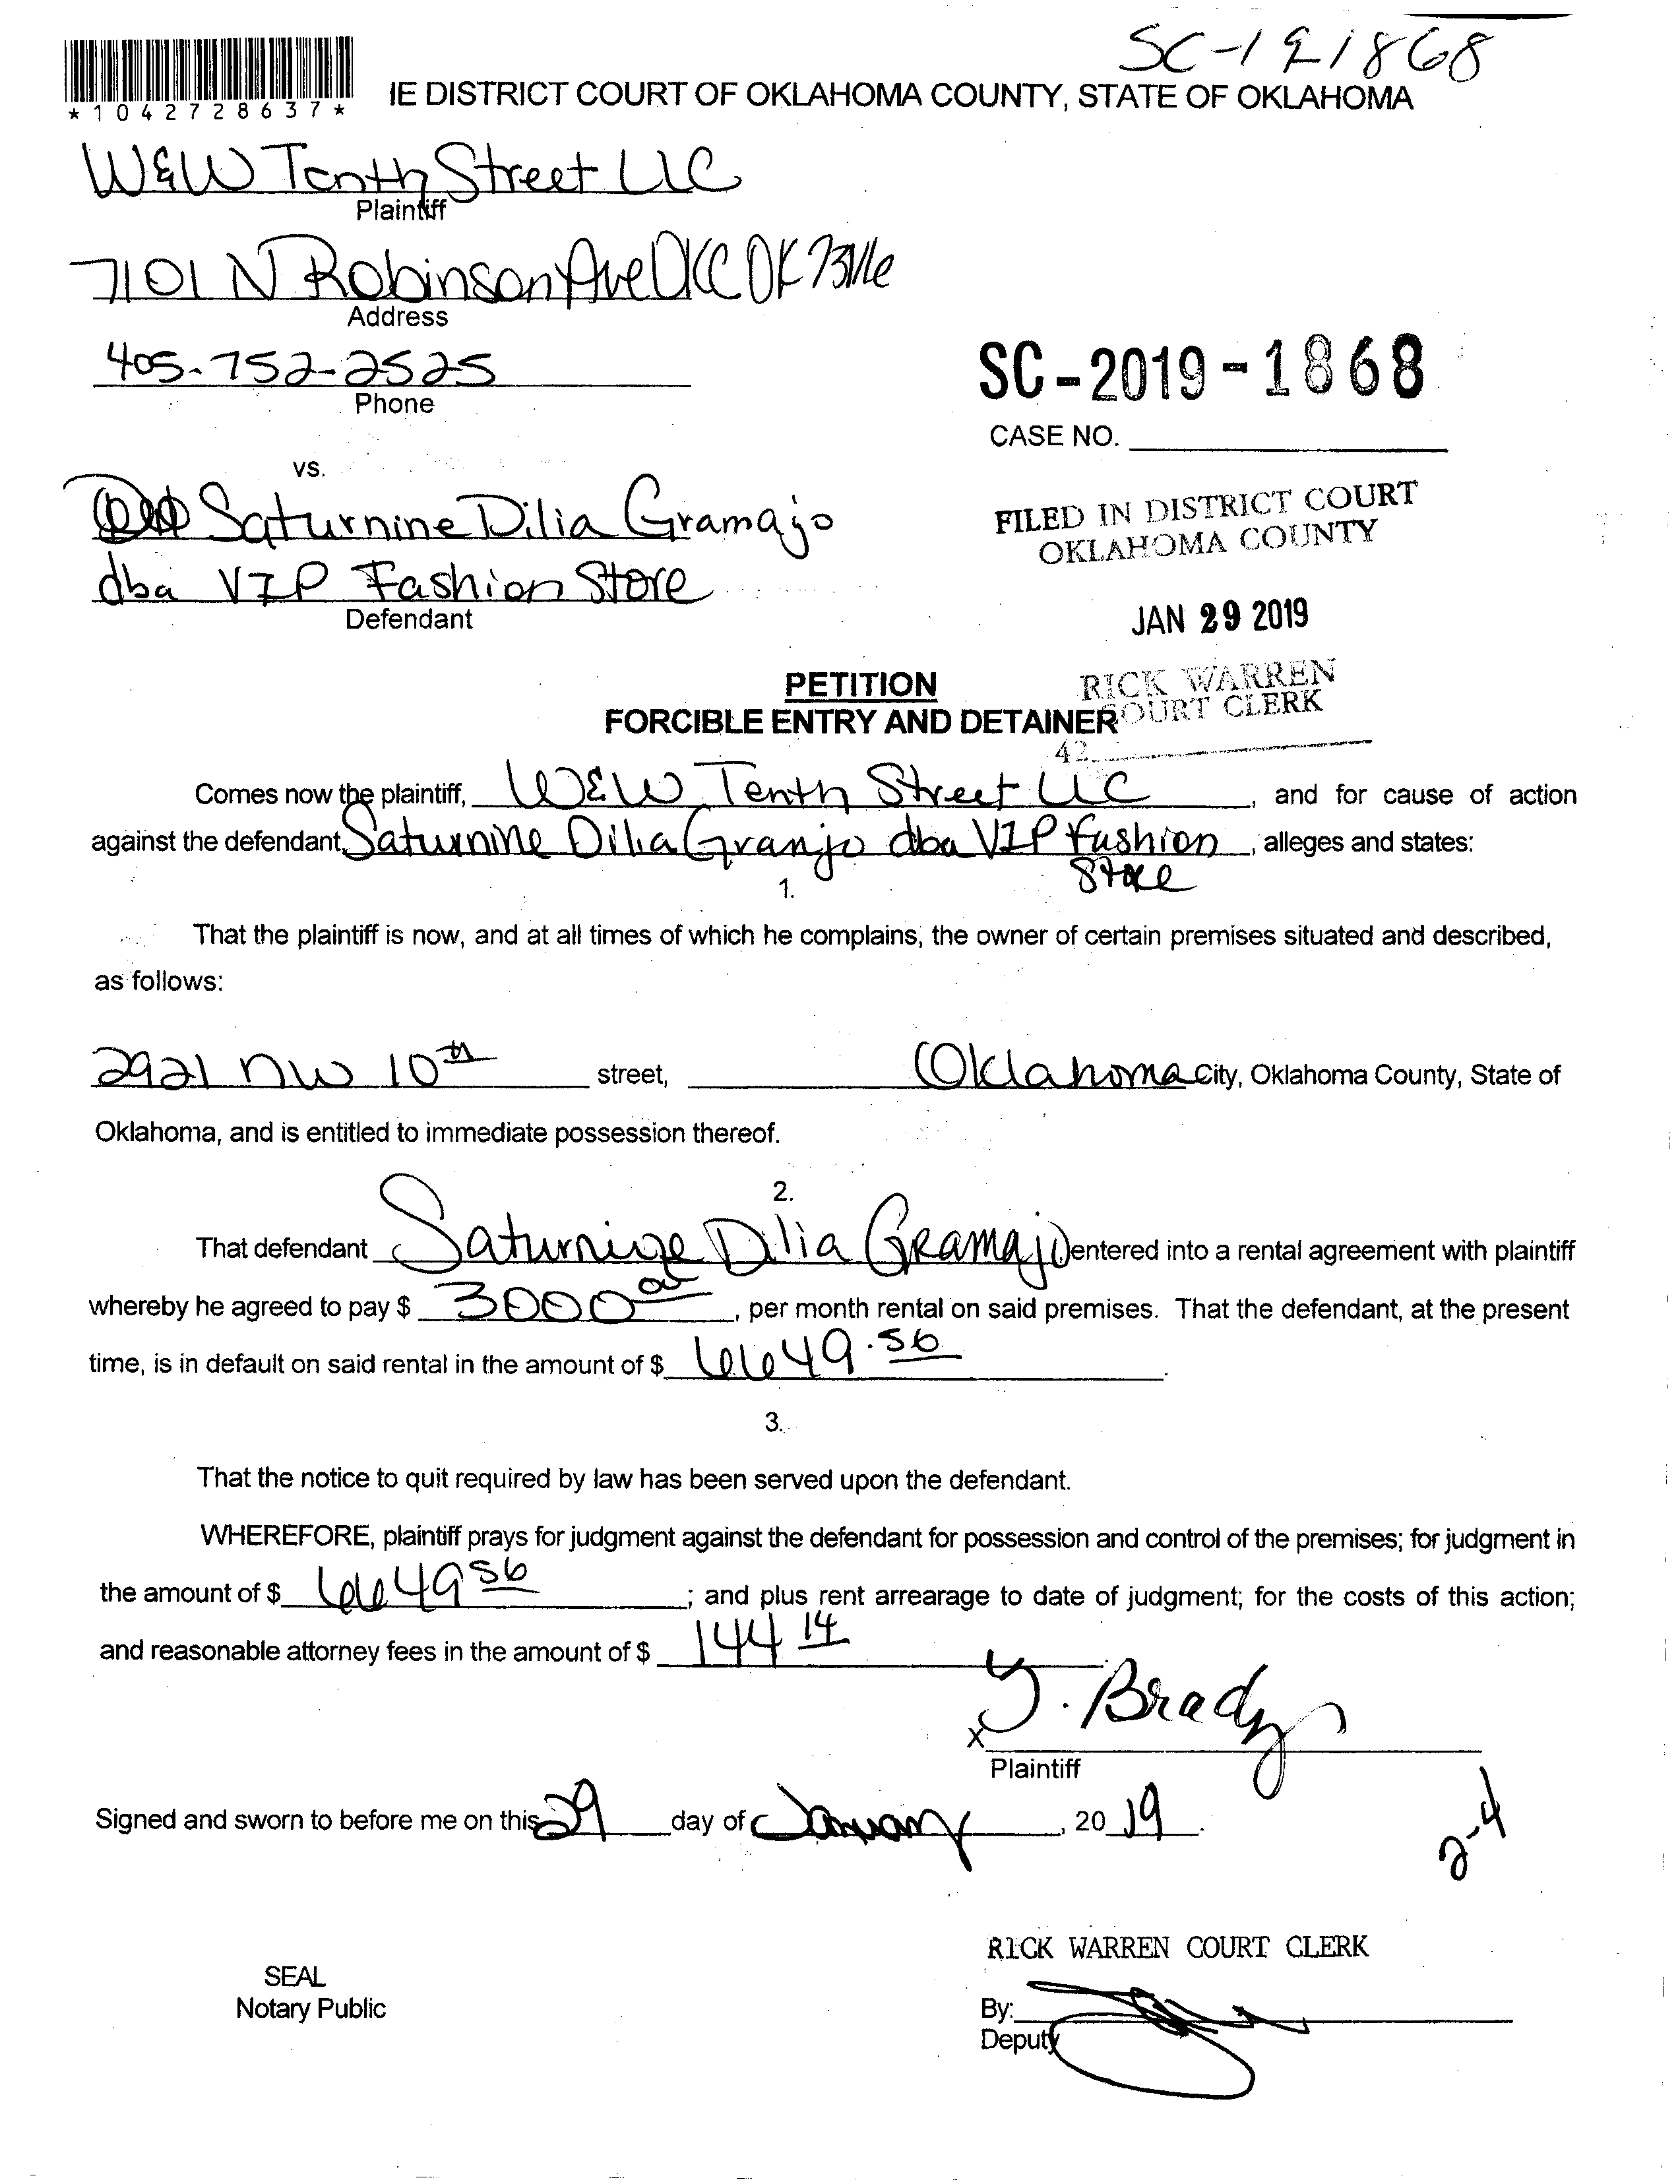 SC-191868
*1042728637*
IE DISTRICT COURT OF OKLAHOMA COUNTY, STATE OF OKLAHOMA
W&W Tenth Street LLC
Plaintiff
7101 N Robinson Ave OKC OK 73116
Address
405-752-2525
Phone
SC-2019-1868
CASE NO.
vs.
Saturnine Dilia Gramajo
dba VIP Fashion Store
Defendant
FILED IN DISTRICT COURT
OKLAHOMA COUNTY
JAN 29 2019
RICK WARREN
COURT CLERK
42
PETITION
FORCIBLE ENTRY AND DETAINER
Comes now the plaintiff, W&W Tenth Street LLC, and for cause of action
against the defendant, Saturnine Dilia Granjo dba VIP Fashion, alleges and states:
Store
1.
That the plaintiff is now, and at all times of which he complains, the owner of certain premises situated and described,
as follows:
2921 NW 10th street, Oklahoma City, Oklahoma County, State of
Oklahoma, and is entitled to immediate possession thereof.
2.
That defendant Dilia Gramajo entered into a rental agreement with plaintiff
whereby he agreed to pay $ 3000 00, per month rental on said premises. That the defendant, at the present
time, is in default on said rental in the amount of $ 6649.56.
3.
That the notice to quit required by law has been served upon the defendant.
WHEREFORE, plaintiff prays for judgment against the defendant for possession and control of the premises; for judgment in
the amount of $ 6649 56; and plus rent arrearage to date of judgment; for the costs of this action;
and reasonable attorney fees in the amount of $ 144 14.
x Y. Brady
Plaintiff
Signed and sworn to before me on this 29 day of January, 20 19.
2-4
RICK WARREN COURT CLERK
SEAL
Notary Public
By:
Deputy